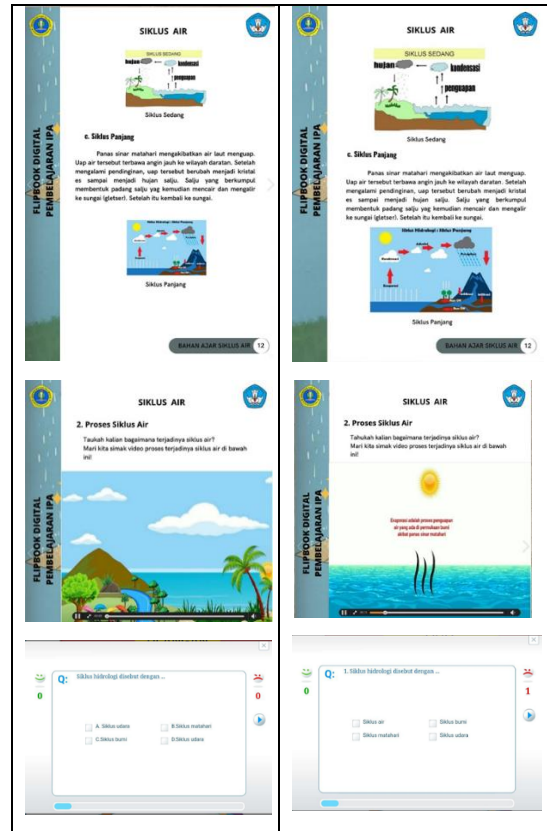 SIKLUS AIR
SIKLUS SEDANG
hujan
kondensasi
penguapan
Siklus Sedang
c. Siklus Panjang
Panas sinar matahari mengakibatkan air laut menguap.
Uap air tersebut terbawa angin jauh ke wilayah daratan. Setelah
mengalami pendinginan, uap tersebut berubah menjadi kristal
es sampai menjadi hujan salju. Salju yang berkumpul
membentuk padang salju yag kemudian mencair dan mengalir
ke sungai (gletser). Setelah itu kembali ke sungai.
Siklus Hidrologi : Siklus Panjang
Siklus Panjang
FLIPBOOK DIGITAL
PEMBELAJARAN IPA
BAHAN AJAR SIKLUS AIR 12
SIKLUS AIR
SIKLUS SEDANG
hujan
kondensasi
penguapan
Siklus Sedang
c. Siklus Panjang
Panas sinar matahari mengakibatkan air laut menguap.
Uap air tersebut terbawa angin jauh ke wilayah daratan. Setelah
mengalami pendinginan, uap tersebut berubah menjadi kristal
es sampai menjadi hujan salju. Salju yang berkumpul
membentuk padang salju yag kemudian mencair dan mengalir
ke sungai (gletser). Setelah itu kembali ke sungai.
Siklus Hidrologi : Siklus Panjang
Siklus Panjang
FLIPBOOK DIGITAL
PEMBELAJARAN IPA
BAHAN AJAR SIKLUS AIR 12
SIKLUS AIR
2. Proses Siklus Air
Taukah kalian bagaimana terjadinya siklus air?
Mari kita simak video proses terjadinya siklus air di bawah
ini!
FLIPBOOK DIGITAL
PEMBELAJARAN IPA
SIKLUS AIR
2. Proses Siklus Air
Tahukah kalian bagaimana terjadinya siklus air?
Mari kita simak video proses terjadinya siklus air di bawah
ini!
Evaporasi adalah proses penguapan
air yang ada di permukaan bumi
akibat panas sinar matahari
FLIPBOOK DIGITAL
PEMBELAJARAN IPA
0
Q: Siklus hidrologi disebut dengan ...
0
A. Siklus udara
B.Siklus matahari
C.Siklus bumi
D.Siklus udara
0
Q: 1. Siklus hidrologi disebut dengan ...
1
Siklus air
Siklus bumi
Siklus matahari
Siklus udara